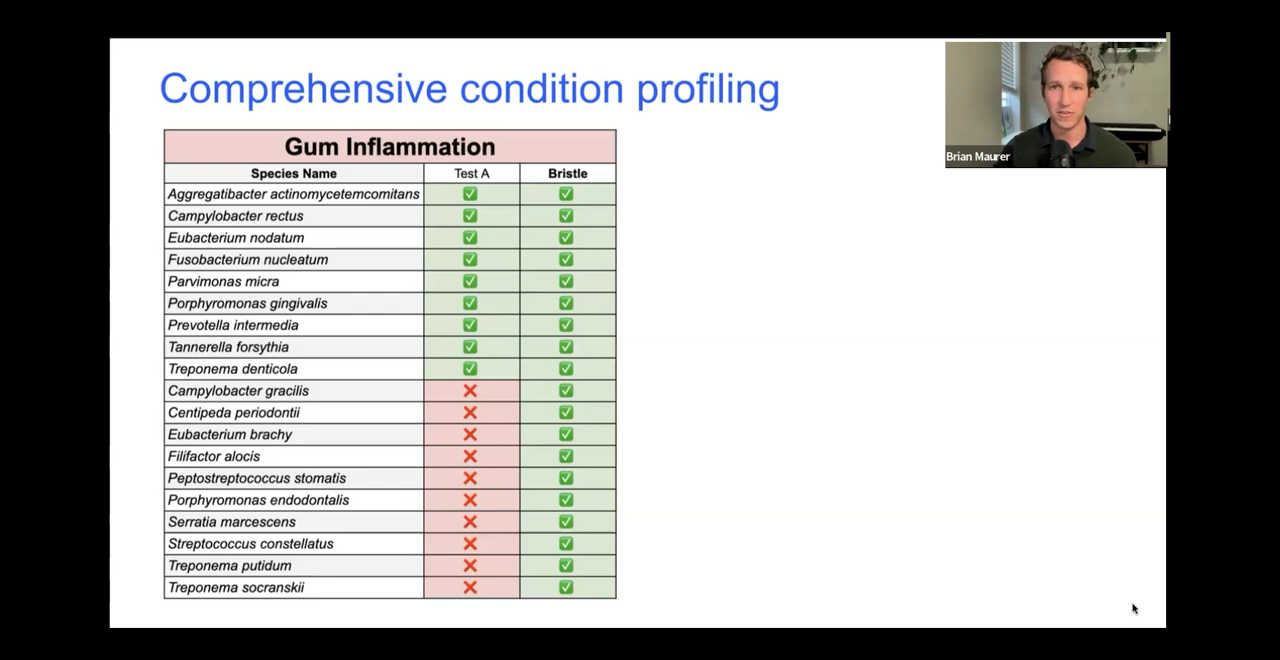 Comprehensive condition profiling
Brian Maurer
Gum Inflammation
Species Name Test A Bristle
Aggregatibacter actinomycetemcomitans ✅ ✅
Campylobacter rectus ✅ ✅
Eubacterium nodatum ✅ ✅
Fusobacterium nucleatum ✅ ✅
Parvimonas micra ✅ ✅
Porphyromonas gingivalis ✅ ✅
Prevotella intermedia ✅ ✅
Tannerella forsythia ✅ ✅
Treponema denticola ✅ ✅
Campylobacter gracilis ❌ ✅
Centipeda periodontii ❌ ✅
Eubacterium brachy ❌ ✅
Filifactor alocis ❌ ✅
Peptostreptococcus stomatis ❌ ✅
Porphyromonas endodontalis ❌ ✅
Serratia marcescens ❌ ✅
Streptococcus constellatus ❌ ✅
Treponema putidum ❌ ✅
Treponema socranskii ❌ ✅